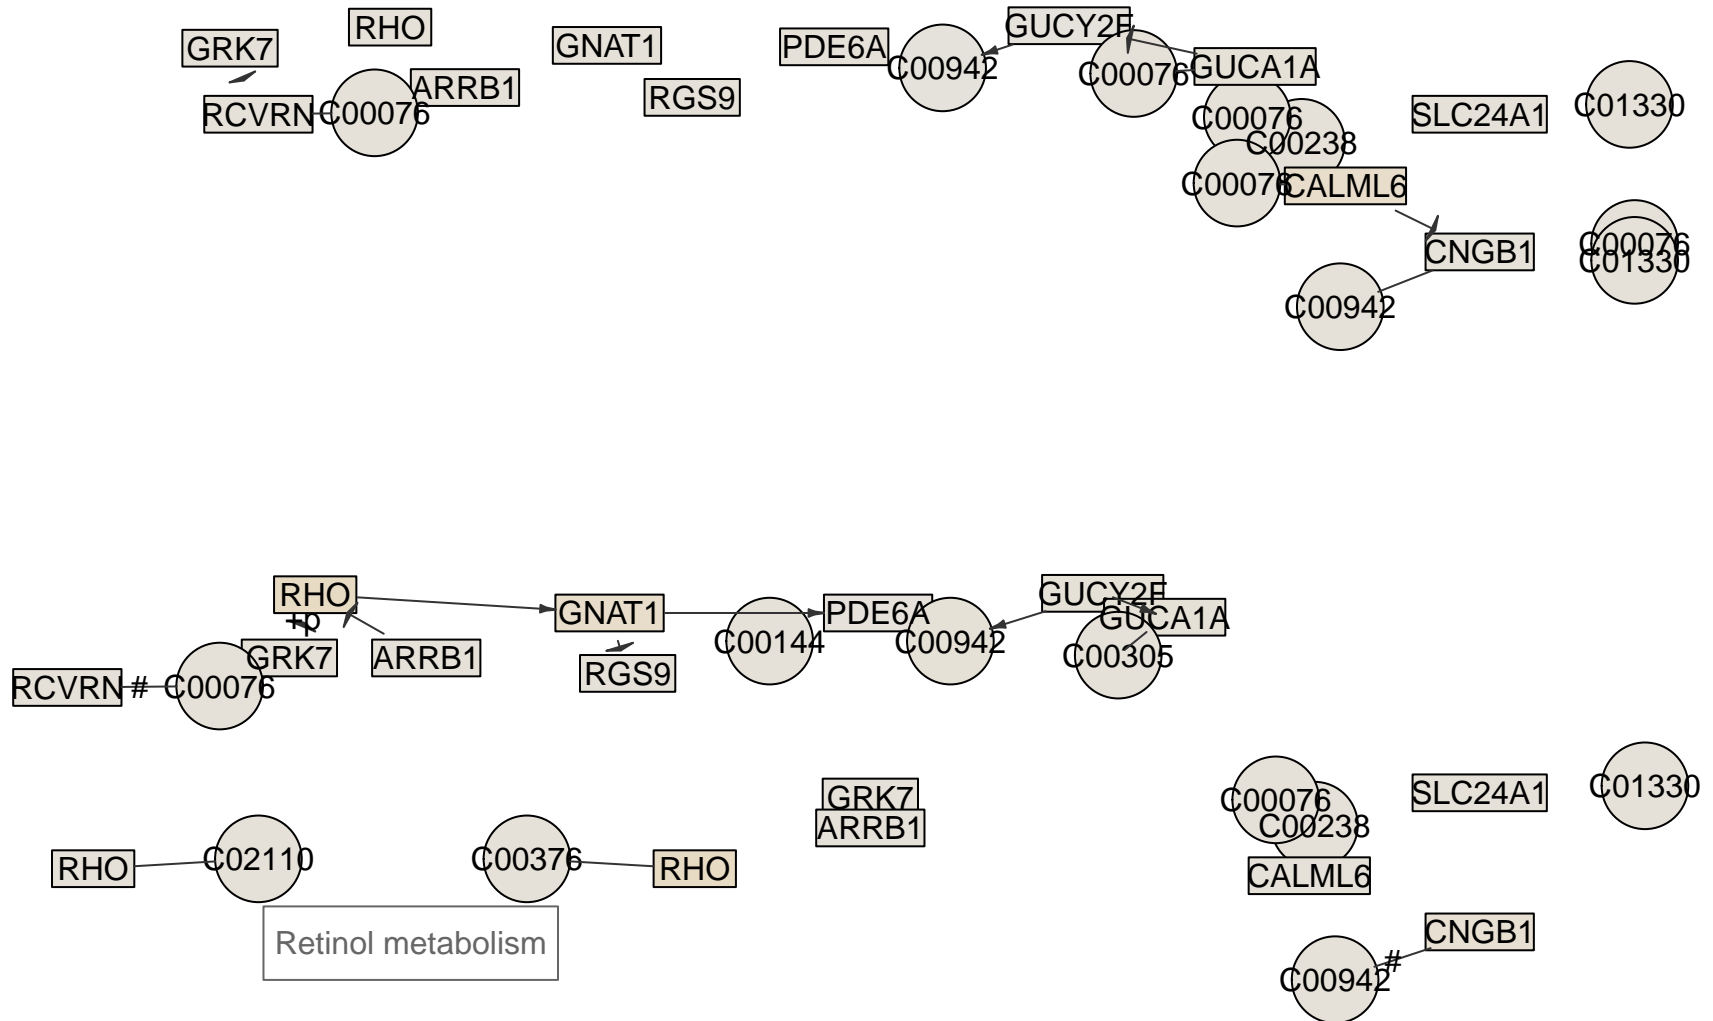 RHO
GUCY2F
GRK7
GNAT1
PDE6A
C00942
C00076
GUCA1A
ARRB1
RGS9
RCVRN
C00076
C00076
SLC24A1
C01330
C00238
C00076
CALML6
C00076
CNGB1
C01330
C00942
RHO
GUCY2F
+p
GNAT1
PDE6A
GUCA1A
C00144
C00942
GRK7
ARRB1
C00305
RGS9
RCVRN
#
C00076
GRK7
C00076
SLC24A1
C01330
ARRB1
C00238
RHO
C02110
C00376
RHO
CALML6
Retinol metabolism
CNGB1
#
C00942